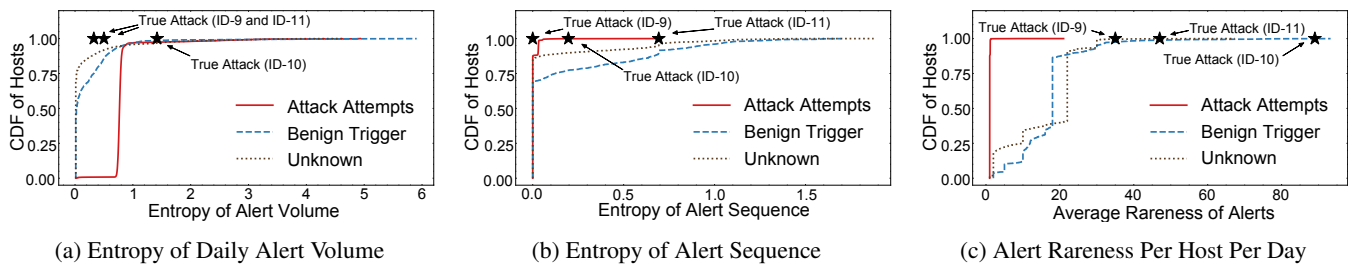 True Attack (ID-9 and ID-11)
True Attack (ID-10)
CDF of Hosts
1.00
0.75
0.50
0.25
0.00
Attack Attempts
Benign Trigger
Unknown
0 1 2 3 4 5 6
Entropy of Alert Volume
(a) Entropy of Daily Alert Volume
True Attack (ID-9)
True Attack (ID-11)
True Attack (ID-10)
CDF of Hosts
1.00
0.75
0.50
0.25
0.00
Attack Attempts
Benign Trigger
Unknown
0.0 0.5 1.0 1.5
Entropy of Alert Sequence
(b) Entropy of Alert Sequence
True Attack (ID-9)
True Attack (ID-11)
True Attack (ID-10)
CDF of Hosts
1.00
0.75
0.50
0.25
0.00
Attack Attempts
Benign Trigger
Unknown
0 20 40 60 80
Average Rareness of Alerts
(c) Alert Rareness Per Host Per Day